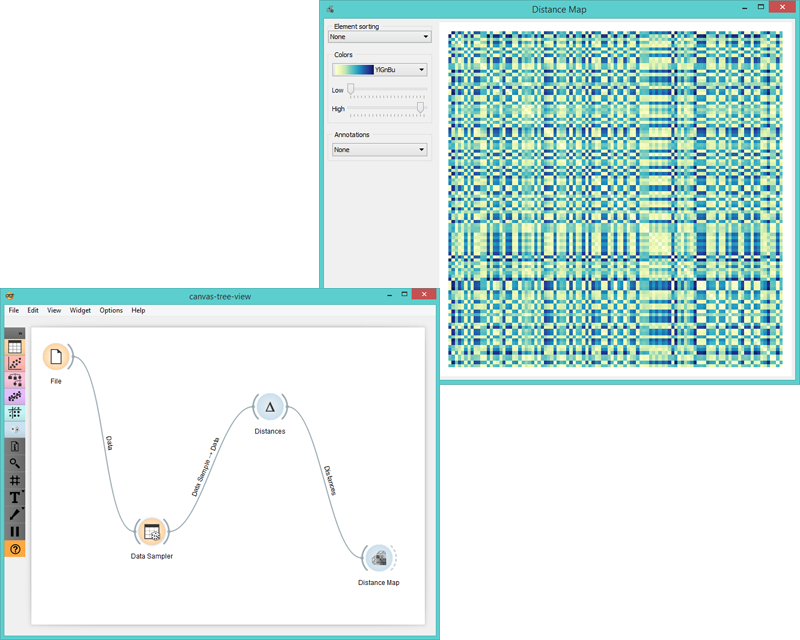 Distance Map
Element sorting
None
Colors
YlGnBu
Low
High
Annotations
None
canvas-tree-view
File Edit View Widget Options Help
File
Data
Data Sample → Data
Distances
Distances
Data Sampler
Distance Map